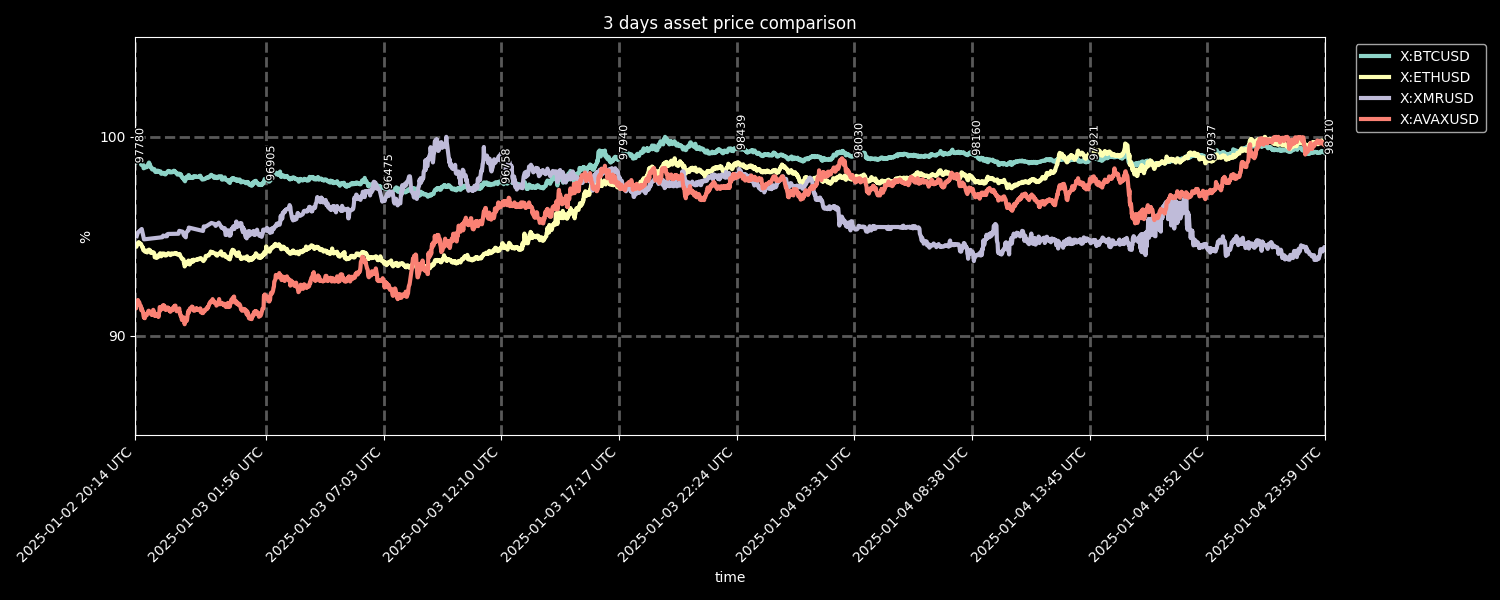 3 days asset price comparison
X:BTCUSD
X:ETHUSD
X:XMRUSD
X:AVAXUSD
100
90
%
97780
96905
96475
97940
98439
98030
98160
97921
97937
98210
2025-01-02 20:14 UTC
2025-01-03 01:56 UTC
2025-01-03 07:03 UTC
2025-01-03 12:10 UTC
2025-01-03 17:17 UTC
2025-01-03 22:24 UTC
2025-01-04 03:31 UTC
2025-01-04 08:38 UTC
2025-01-04 13:45 UTC
2025-01-04 18:52 UTC
2025-01-04 23:59 UTC
time